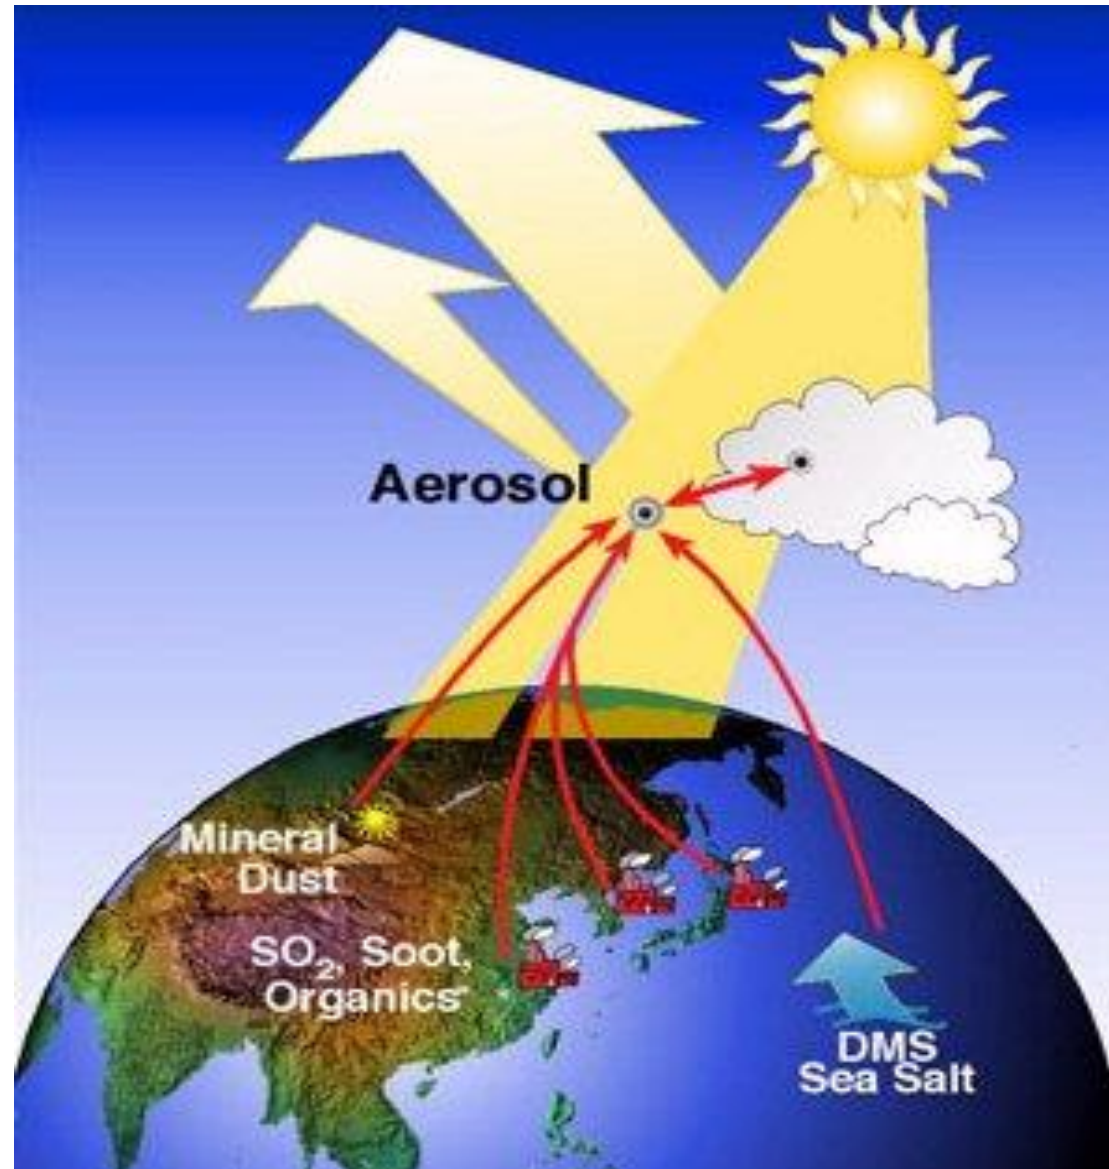 Aerosol
Mineral
Dust
SO₂, Soot,
Organics
DMS
Sea Salt